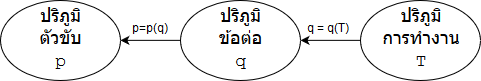 ปริภูมิ
ตัวขับ
p
p=p(q)
ปริภูมิ
ข้อต่อ
q
q = q(T)
ปริภูมิ
การทำงาน
T